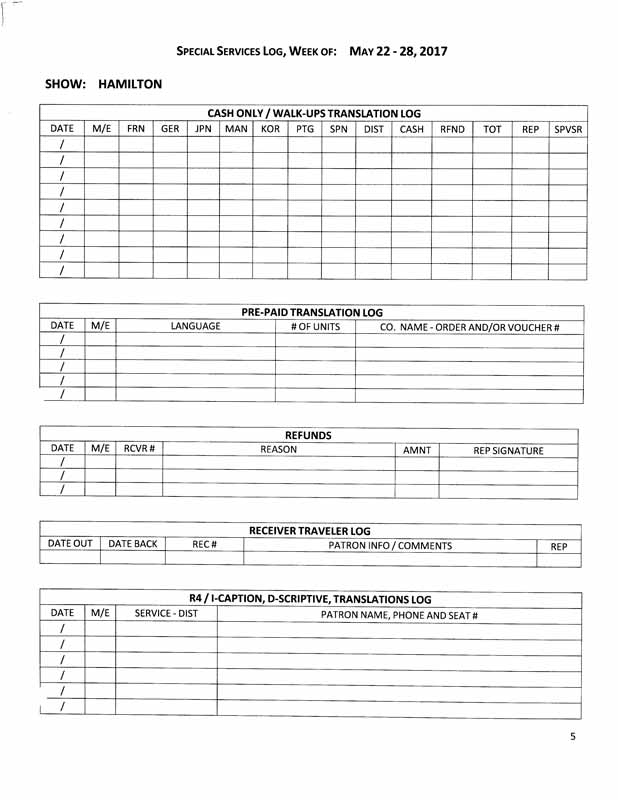 SPECIAL SERVICES LOG, WEEK OF: MAY 22 - 28, 2017
SHOW: HAMILTON
CASH ONLY / WALK-UPS TRANSLATION LOG
DATE M/E FRN GER JPN MAN KOR PTG SPN DIST CASH RFND TOT REP SPVSR
/
/
/
/
/
/
/
/
/
PRE-PAID TRANSLATION LOG
DATE M/E LANGUAGE # OF UNITS CO. NAME - ORDER AND/OR VOUCHER #
/
/
/
/
/
REFUNDS
DATE M/E RCVR # REASON AMNT REP SIGNATURE
/
/
/
RECEIVER TRAVELER LOG
DATE OUT DATE BACK REC # PATRON INFO / COMMENTS REP
R4 / I-CAPTION, D-SCRIPTIVE, TRANSLATIONS LOG
DATE M/E SERVICE - DIST PATRON NAME, PHONE AND SEAT #
/
/
/
/
/
/
5